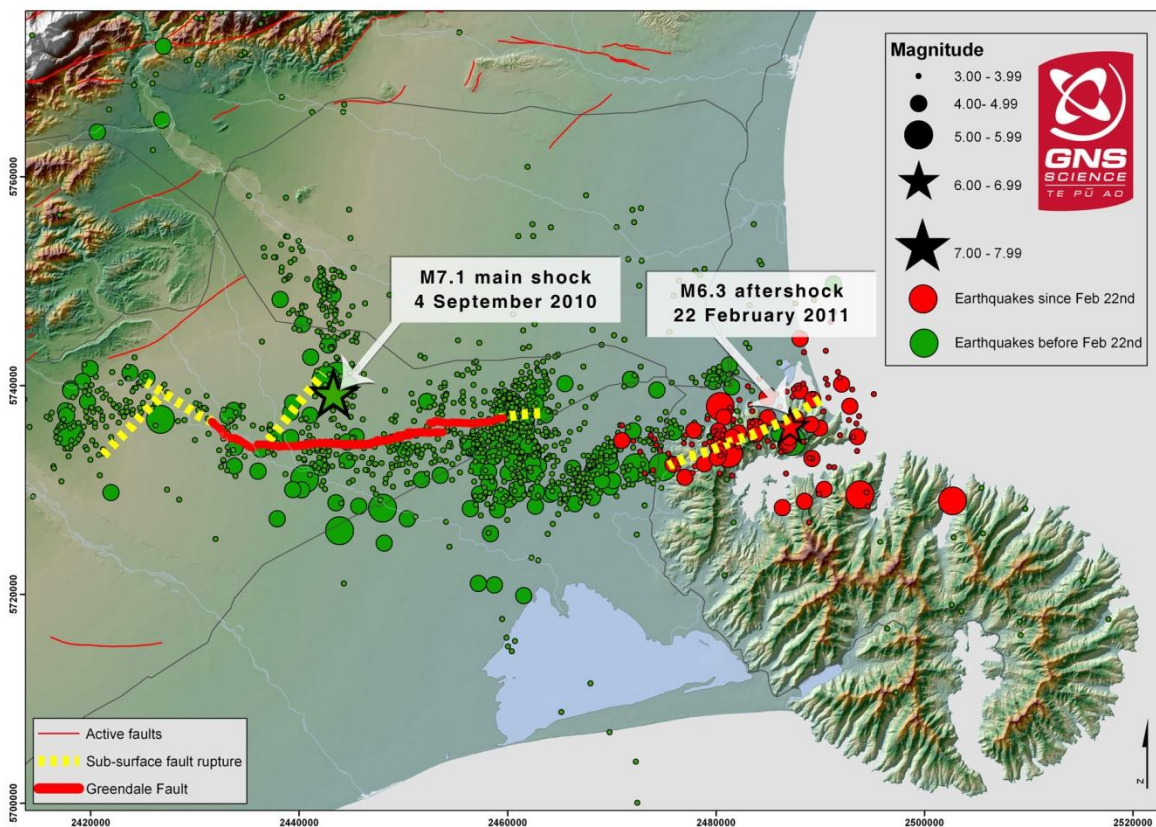 Magnitude
3.00 - 3.99
4.00- 4.99
5.00 - 5.99
6.00 - 6.99
7.00 - 7.99
Earthquakes since Feb 22nd
Earthquakes before Feb 22nd
GNS
SCIENCE
TE PŪ AO
M7.1 main shock
4 September 2010
M6.3 aftershock
22 February 2011
5760000
5740000
5720000
5700000
Active faults
Sub-surface fault rupture
Greendale Fault
z
2420000
2440000
2460000
2480000
2500000
2520000